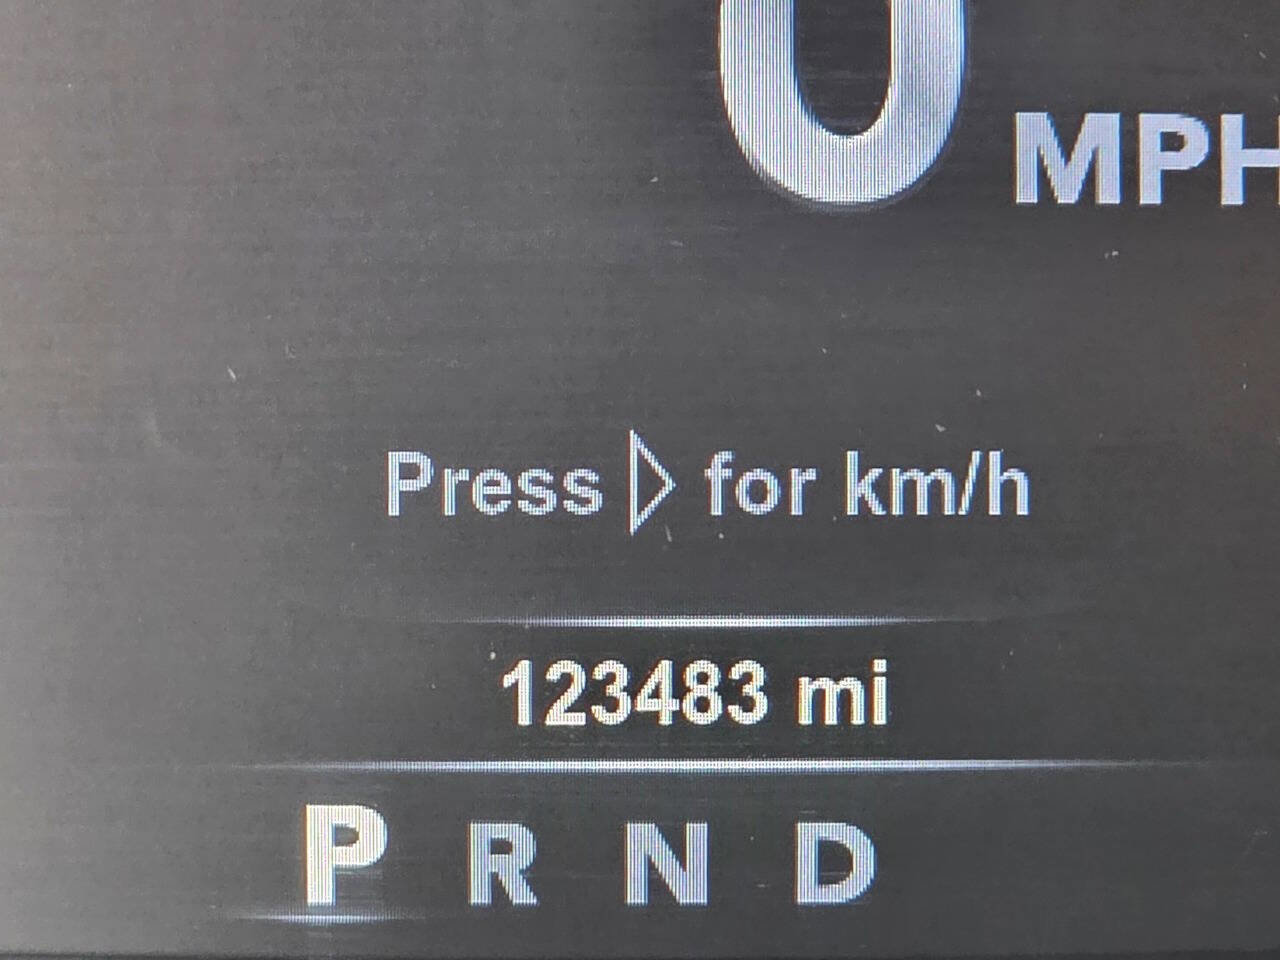 0 MPH
Press ▷ for km/h
123483 mi
P R N D